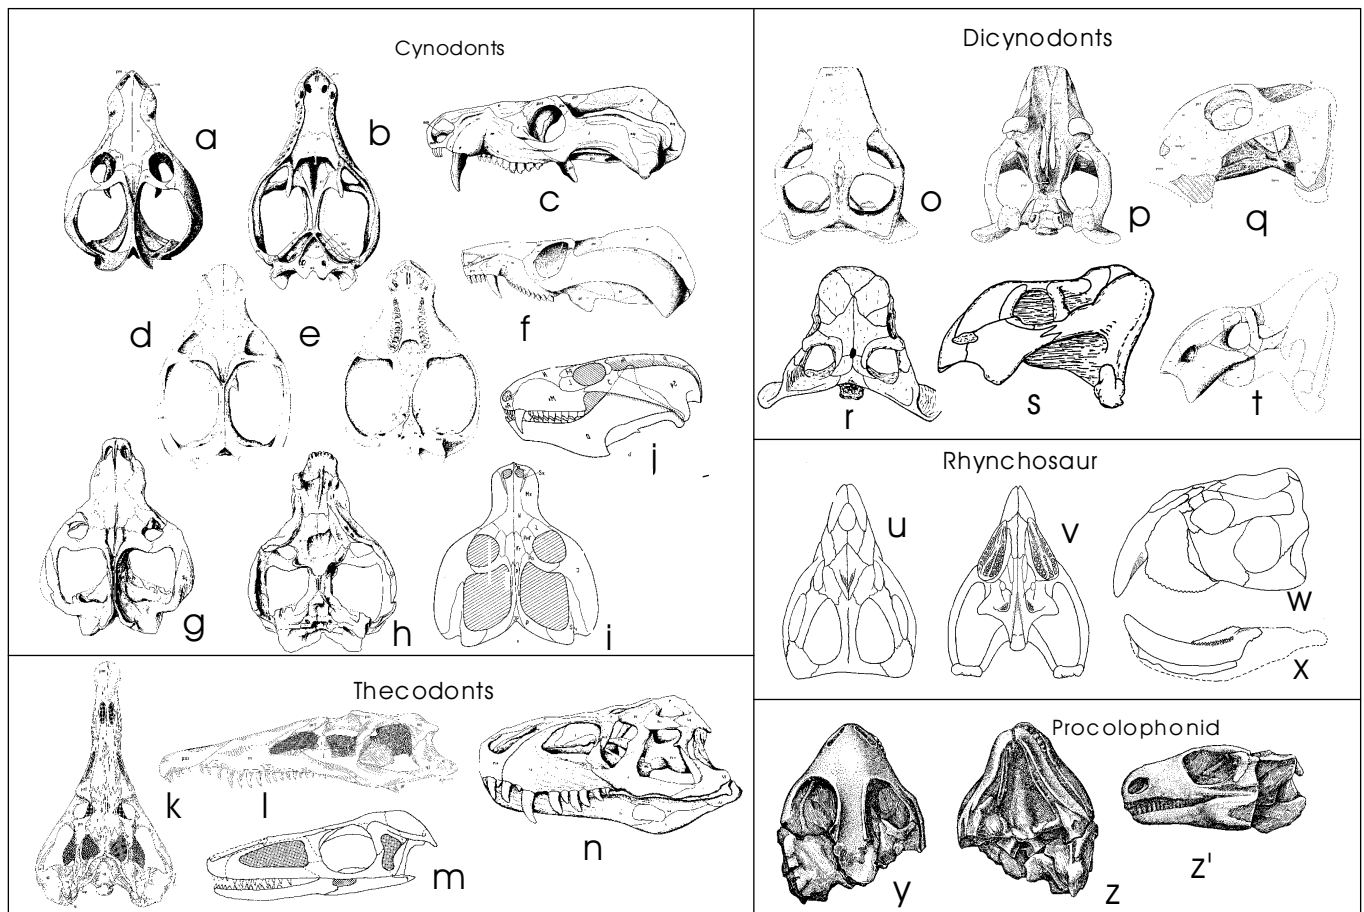 Cynodonts
a
b
c
d
e
f
g
h
i
j
Thecodonts
k
l
m
n
Dicynodonts
o
p
q
r
s
t
Rhynchosaur
u
v
w
x
Procolophonid
y
z
z'